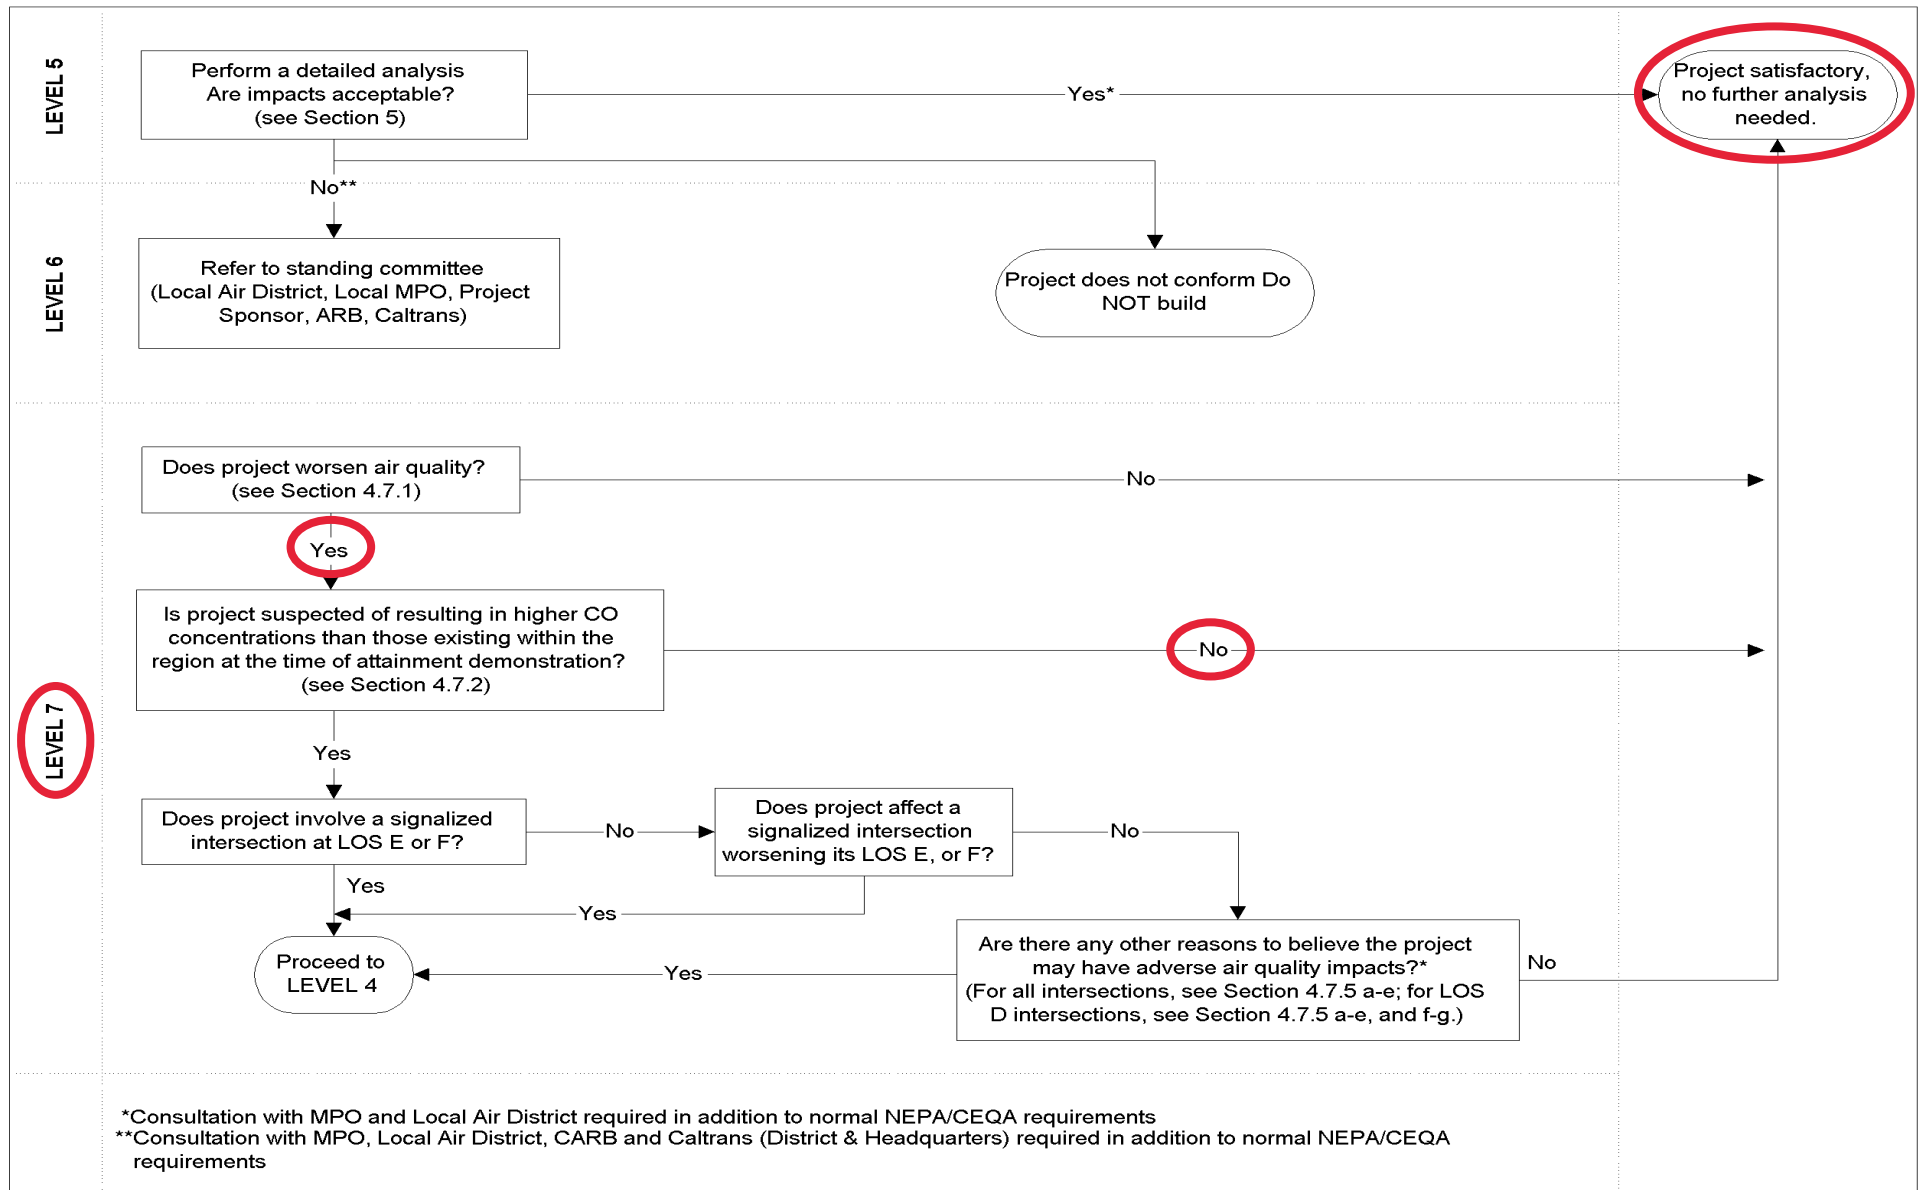 LEVEL 5
Perform a detailed analysis
Are impacts acceptable?
(see Section 5)
Yes*
Project satisfactory,
no further analysis
needed.
No**
LEVEL 6
Refer to standing committee
(Local Air District, Local MPO, Project
Sponsor, ARB, Caltrans)
Project does not conform Do
NOT build
LEVEL 7
Does project worsen air quality?
(see Section 4.7.1)
No
Yes
Is project suspected of resulting in higher CO
concentrations than those existing within the
region at the time of attainment demonstration?
(see Section 4.7.2)
No
Yes
Does project involve a signalized
intersection at LOS E or F?
No
Does project affect a
signalized intersection
worsening its LOS E, or F?
No
Yes
Yes
Proceed to
LEVEL 4
Yes
Are there any other reasons to believe the project
may have adverse air quality impacts?*
(For all intersections, see Section 4.7.5 a-e; for LOS
D intersections, see Section 4.7.5 a-e, and f-g.)
No
*Consultation with MPO and Local Air District required in addition to normal NEPA/CEQA requirements
**Consultation with MPO, Local Air District, CARB and Caltrans (District & Headquarters) required in addition to normal NEPA/CEQA
requirements